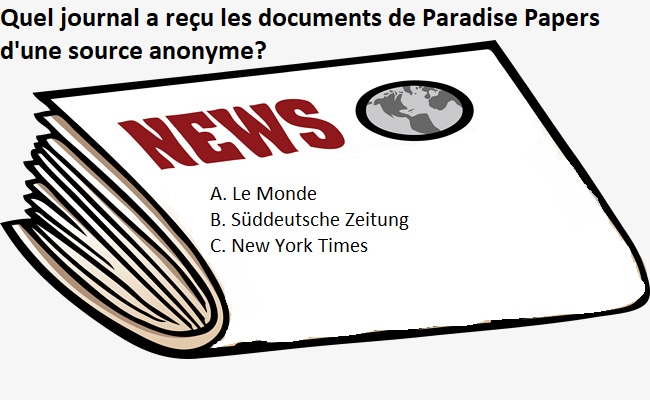 Quel journal a reçu les documents de Paradise Papers
d'une source anonyme?
NEWS
A. Le Monde
B. Süddeutsche Zeitung
C. New York Times